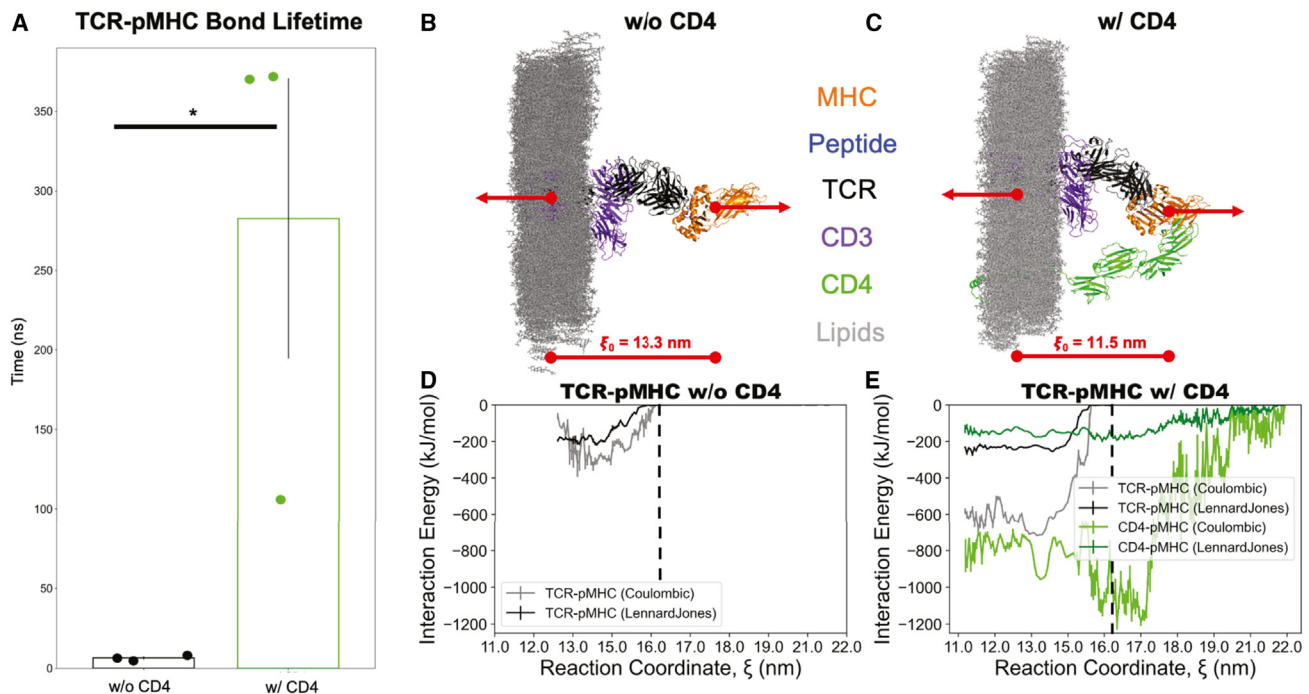 A
TCR-pMHC Bond Lifetime
*
Time (ns)
350
300
250
200
150
100
50
0
w/o CD4
w/ CD4
B
w/o CD4
ξ0 = 13.3 nm
MHC
Peptide
TCR
CD3
CD4
Lipids
C
w/ CD4
ξ0 = 11.5 nm
D
TCR-pMHC w/o CD4
Interaction Energy (kJ/mol)
0
−200
−400
−600
−800
−1000
−1200
TCR-pMHC (Coulombic)
TCR-pMHC (LennardJones)
11.0 12.0 13.0 14.0 15.0 16.0 17.0 18.0 19.0 20.0 21.0 22.0
Reaction Coordinate, ξ (nm)
E
TCR-pMHC w/ CD4
Interaction Energy (kJ/mol)
0
−200
−400
−600
−800
−1000
−1200
TCR-pMHC (Coulombic)
TCR-pMHC (LennardJones)
CD4-pMHC (Coulombic)
CD4-pMHC (LennardJones)
11.0 12.0 13.0 14.0 15.0 16.0 17.0 18.0 19.0 20.0 21.0 22.0
Reaction Coordinate, ξ (nm)